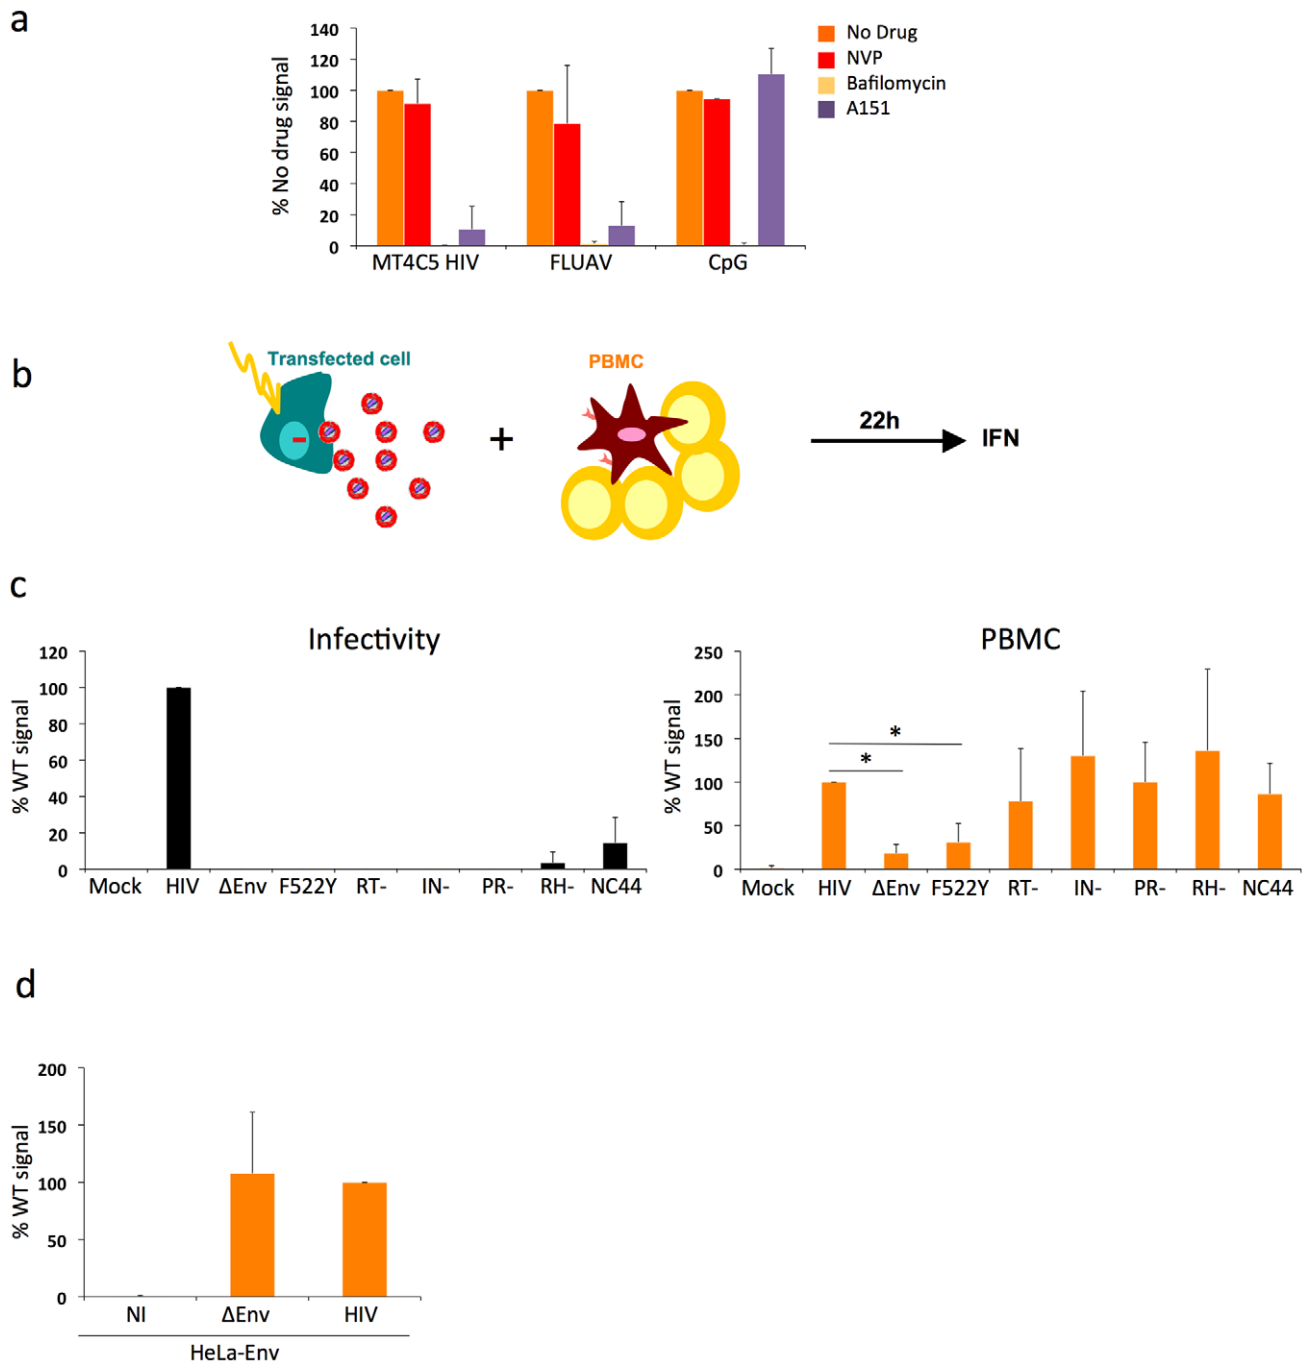 a
% No drug signal
140
120
100
80
60
40
20
0
MT4C5 HIV FLUAV CpG
No Drug
NVP
Bafilomycin
A151
b
Transfected cell
PBMC
+
22h
IFN
c
Infectivity
% WT signal
120
100
80
60
40
20
0
Mock HIV ΔEnv F522Y RT- IN- PR- RH- NC44
PBMC
% WT signal
250
200
150
100
50
0
*
*
Mock HIV ΔEnv F522Y RT- IN- PR- RH- NC44
d
% WT signal
200
150
100
50
0
NI ΔEnv HIV
HeLa-Env